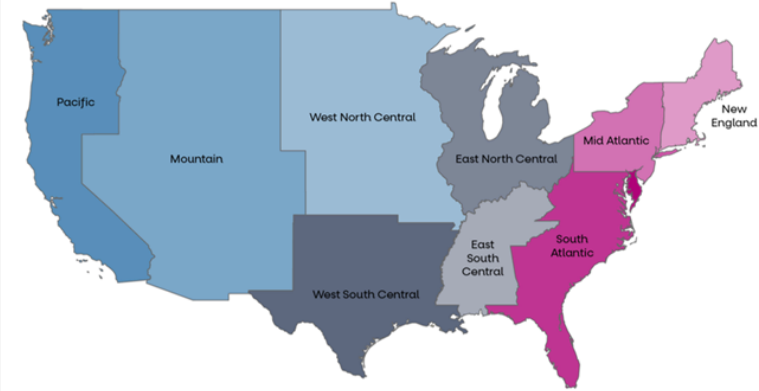 Pacific
Mountain
West North Central
East North Central
Mid Atlantic
New
England
East
South
Central
South
Atlantic
West South Central